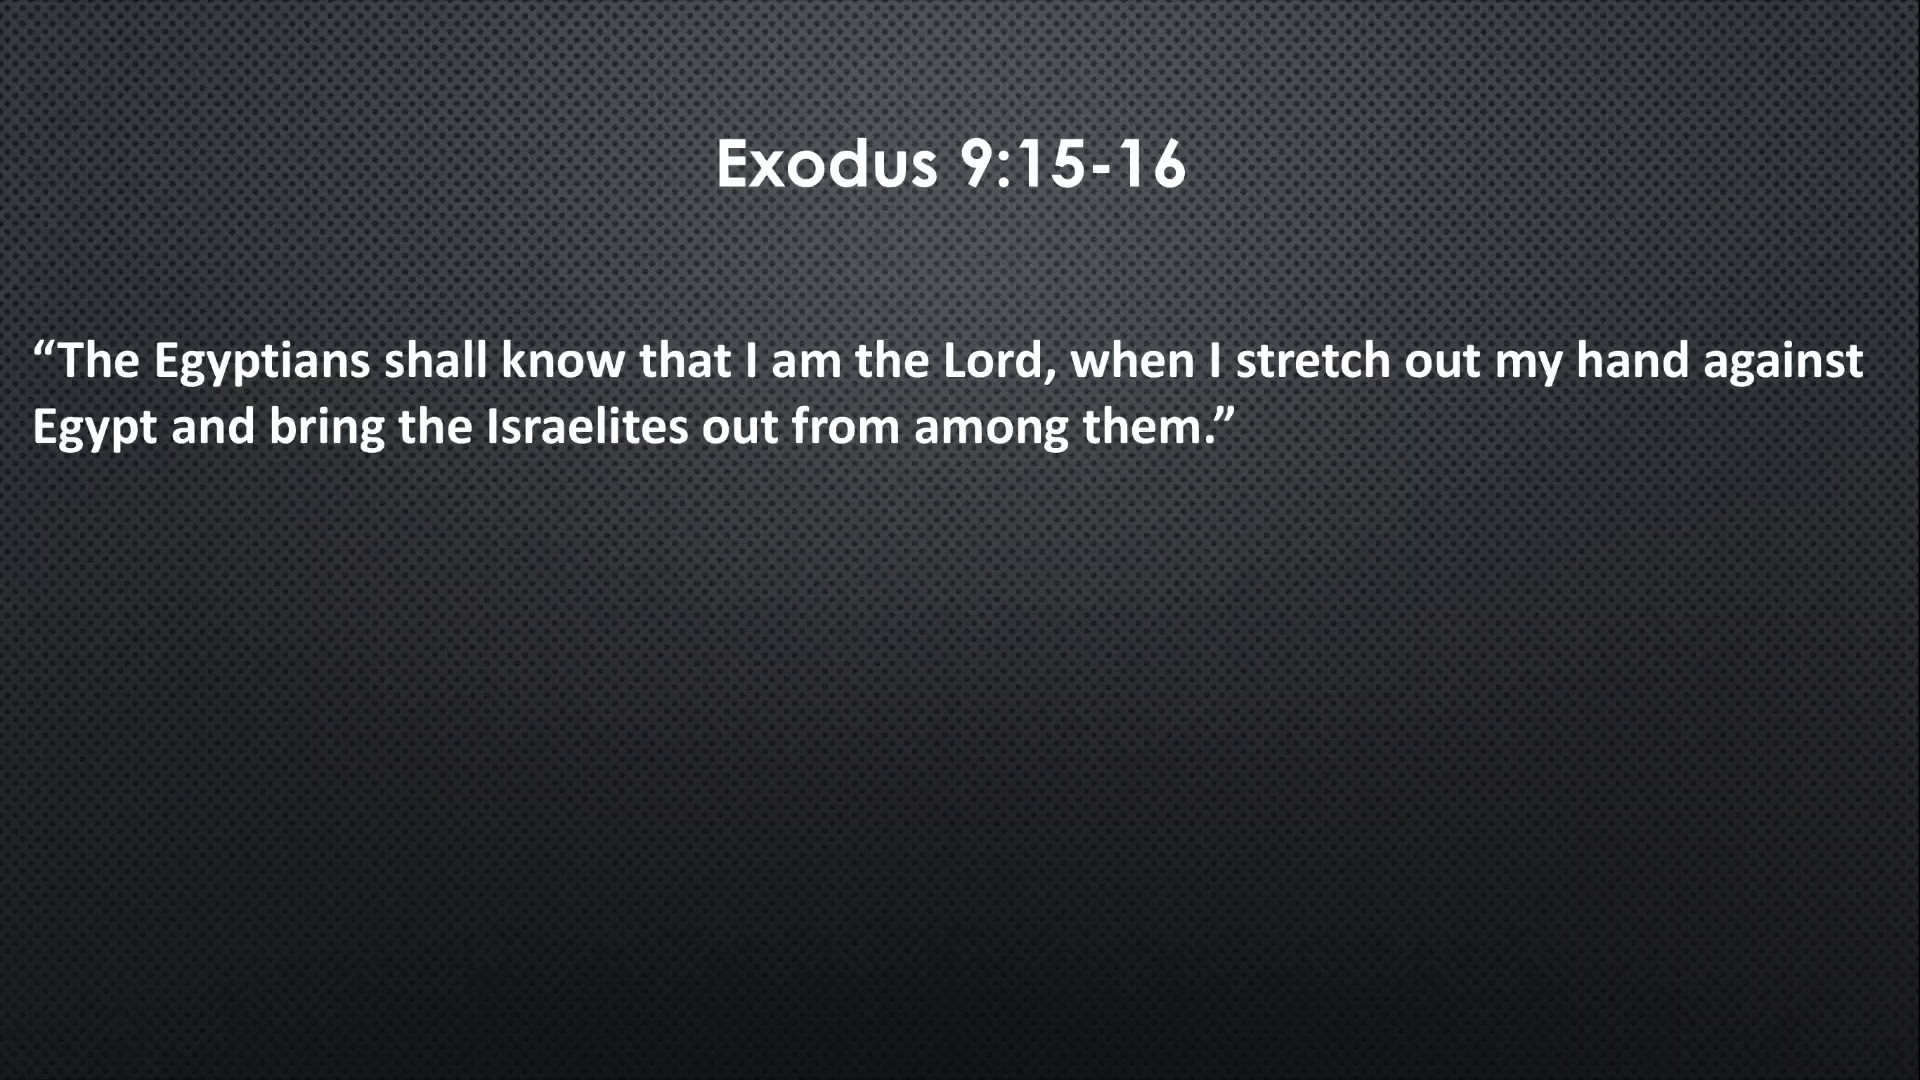 Exodus 9:15-16
“The Egyptians shall know that I am the Lord, when I stretch out my hand against
Egypt and bring the Israelites out from among them.”